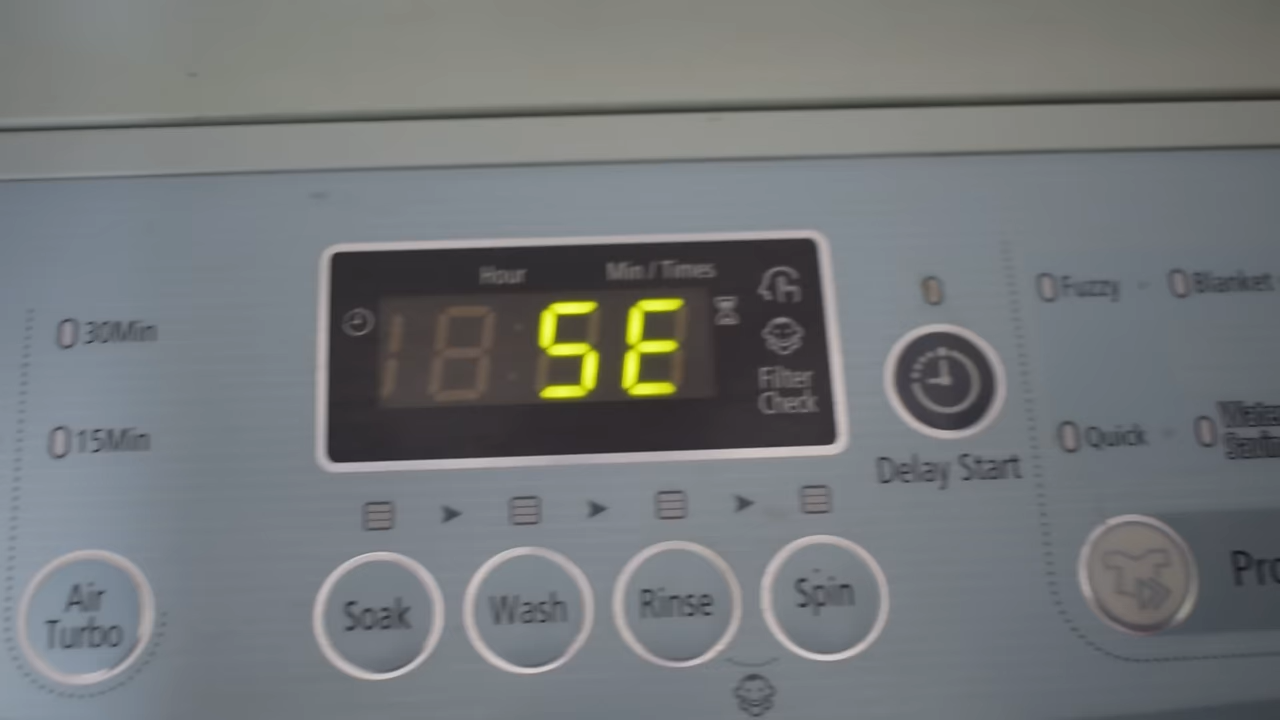 Hour Min / Times
SE
Filter
Check
30Min
15Min
Air
Turbo
Soak
Wash
Rinse
Spin
Delay Start
Fuzzy
Blanket
Quick